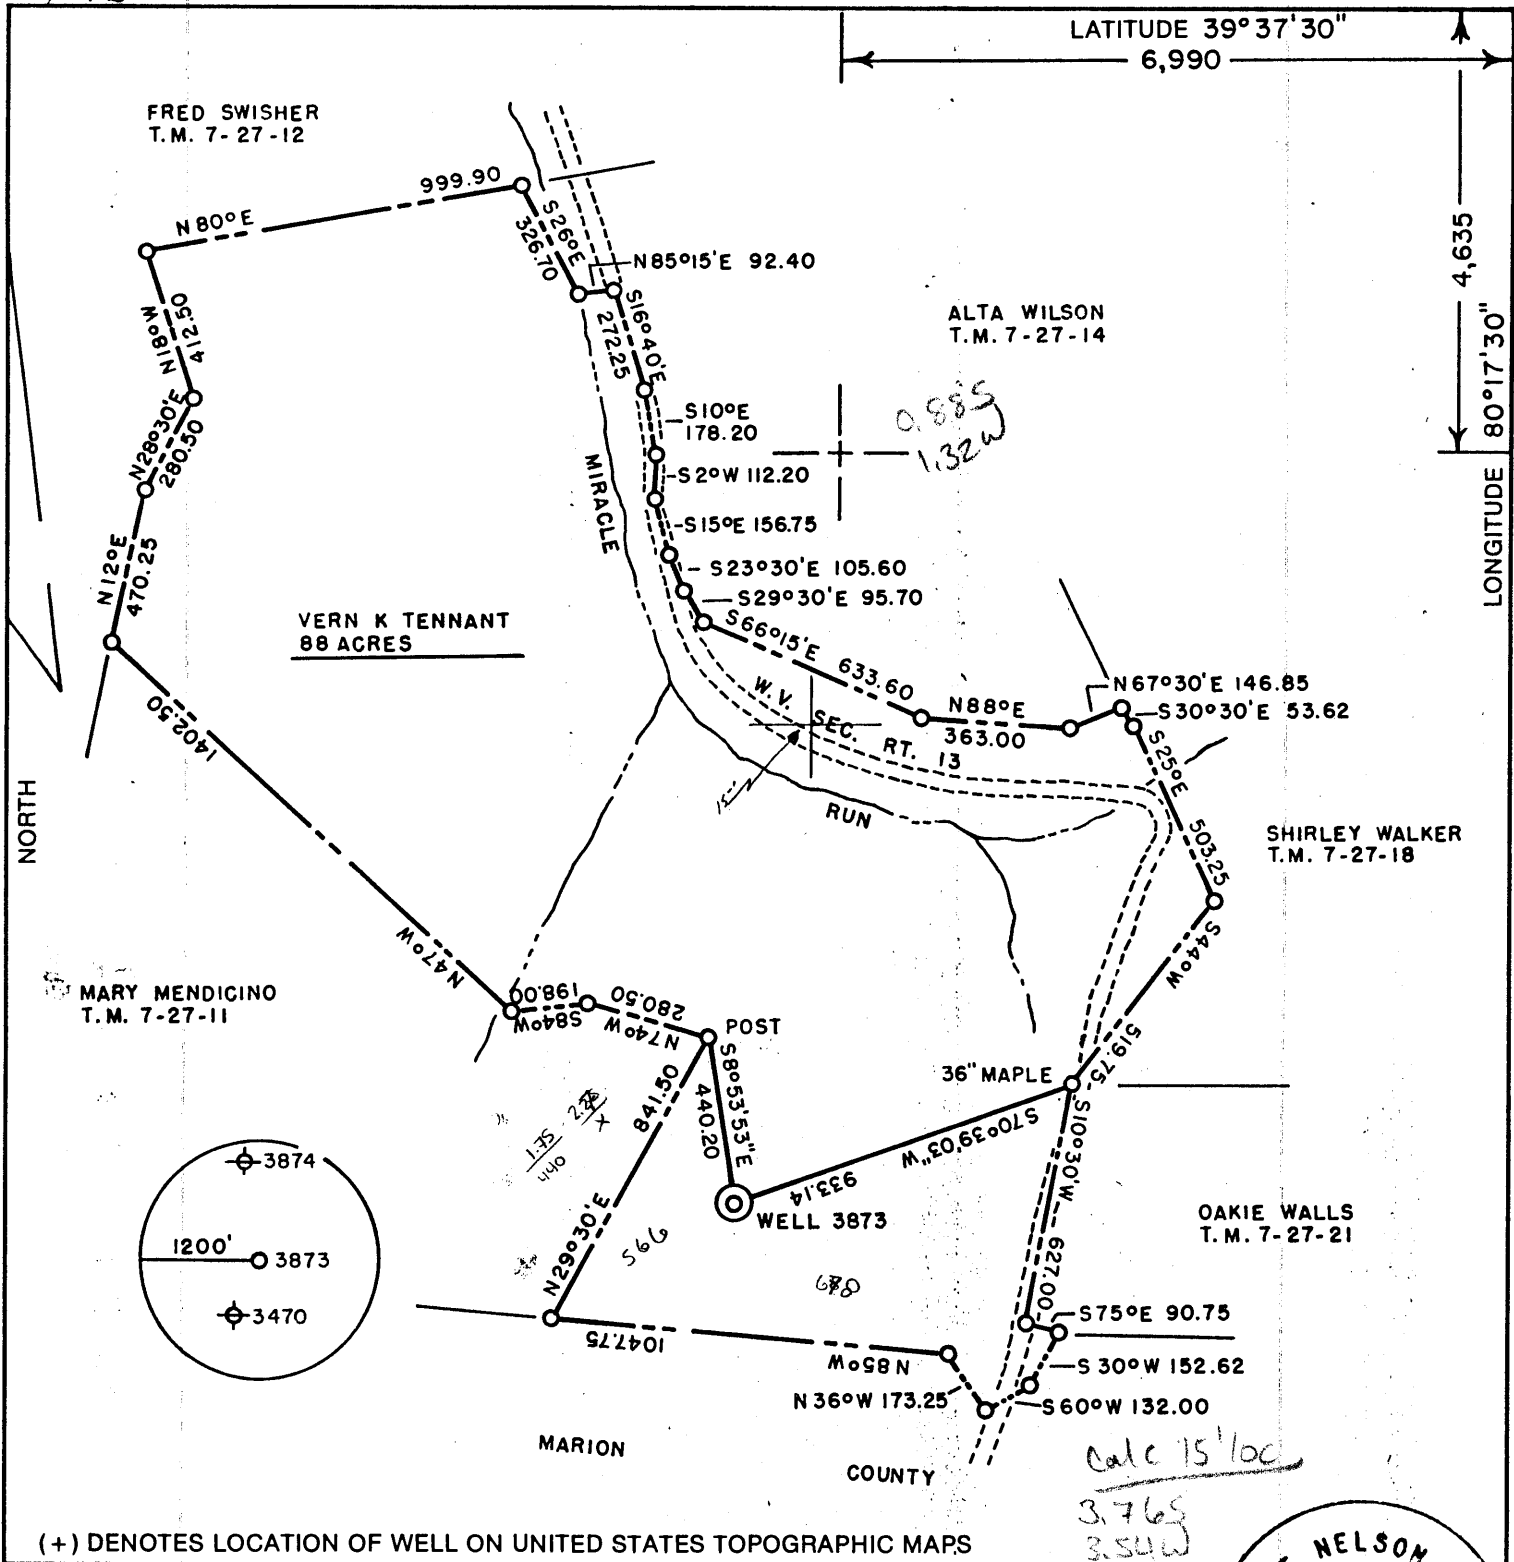 LATITUDE 39°37'30"
6,990
4,635
LONGITUDE 80°17'30"
FRED SWISHER
T.M. 7-27-12
N 80°E 999.90
S26°E
326.70
N85°15'E 92.40
S16°40'E
272.25
ALTA WILSON
T.M. 7-27-14
N18°W
412.50
N28°30'E
280.50
N12°E
470.25
S10°E
178.20
0.88S
1.32W
S2°W 112.20
S15°E 156.75
S23°30'E 105.60
S29°30'E 95.70
MIRACLE
VERN K TENNANT
88 ACRES
S66°15'E 633.60
N67°30'E 146.85
S30°30'E 53.62
N88°E
363.00
W.V. SEC. RT. 13
S25°E 503.25
15"
RUN
NORTH
1402.50
N47°W
SHIRLEY WALKER
T.M. 7-27-18
S44°W 519.75
MARY MENDICINO
T.M. 7-27-11
198.00
S84°W
280.50
N74°W
POST
36" MAPLE
S8°53'53"E
440.20
841.50
N29°30'E
S70°39'03"W
933.14
S10°30'W 627.00
1.75
440
X
566
WELL 3873
OAKIE WALLS
T.M. 7-27-21
3874
1200'
3873
3470
S75°E 90.75
1047.75
N85°W
S30°W 152.62
N36°W 173.25
S60°W 132.00
MARION
COUNTY
Calc 15' loc
3.76S
3.54W
NELSON
(+) DENOTES LOCATION OF WELL ON UNITED STATES TOPOGRAPHIC MAPS